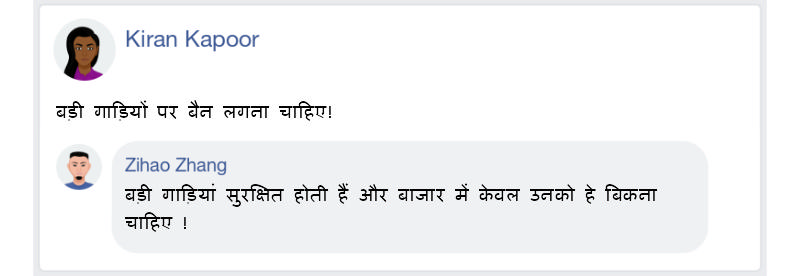 Kiran Kapoor
बड़ी गाड़ियों पर बैन लगना चाहिए!
Zihao Zhang
बड़ी गाड़ियां सुरक्षित होती हैं और बाजार में केवल उनको हे बिकना
चाहिए !